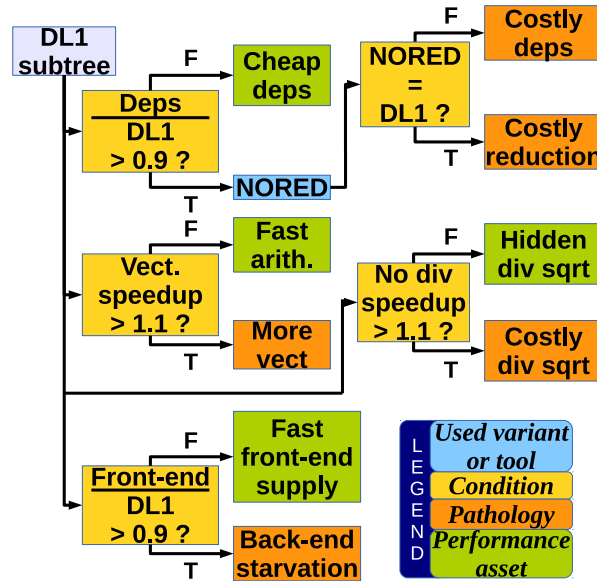 DL1
subtree
F
Cheap
deps
Deps
DL1
> 0.9 ?
T
NORED
NORED
=
DL1 ?
F
Costly
deps
T
Costly
reduction
Vect.
speedup
> 1.1 ?
F
Fast
arith.
T
More
vect
No div
speedup
> 1.1 ?
F
Hidden
div sqrt
T
Costly
div sqrt
Front-end
DL1
> 0.9 ?
F
Fast
front-end
supply
T
Back-end
starvation
LEGEND
Used variant
or tool
Condition
Pathology
Performance
asset